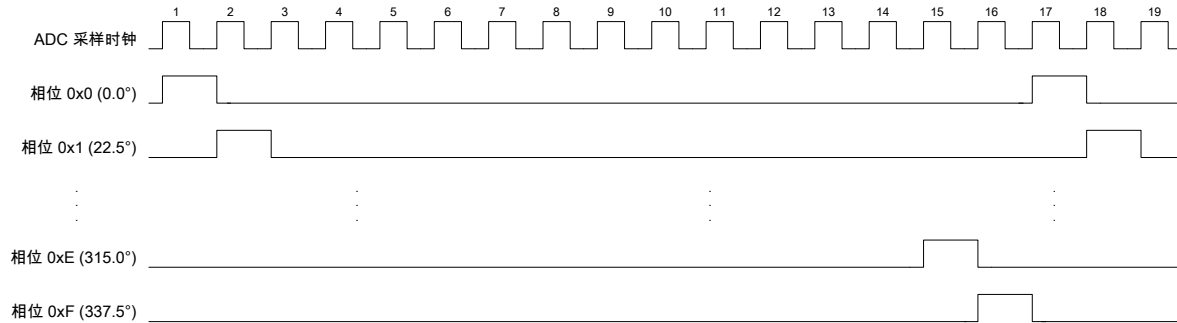 1 2 3 4 5 6 7 8 9 10 11 12 13 14 15 16 17 18 19
ADC 采样时钟
相位 0x0 (0.0°)
相位 0x1 (22.5°)
相位 0xE (315.0°)
相位 0xF (337.5°)